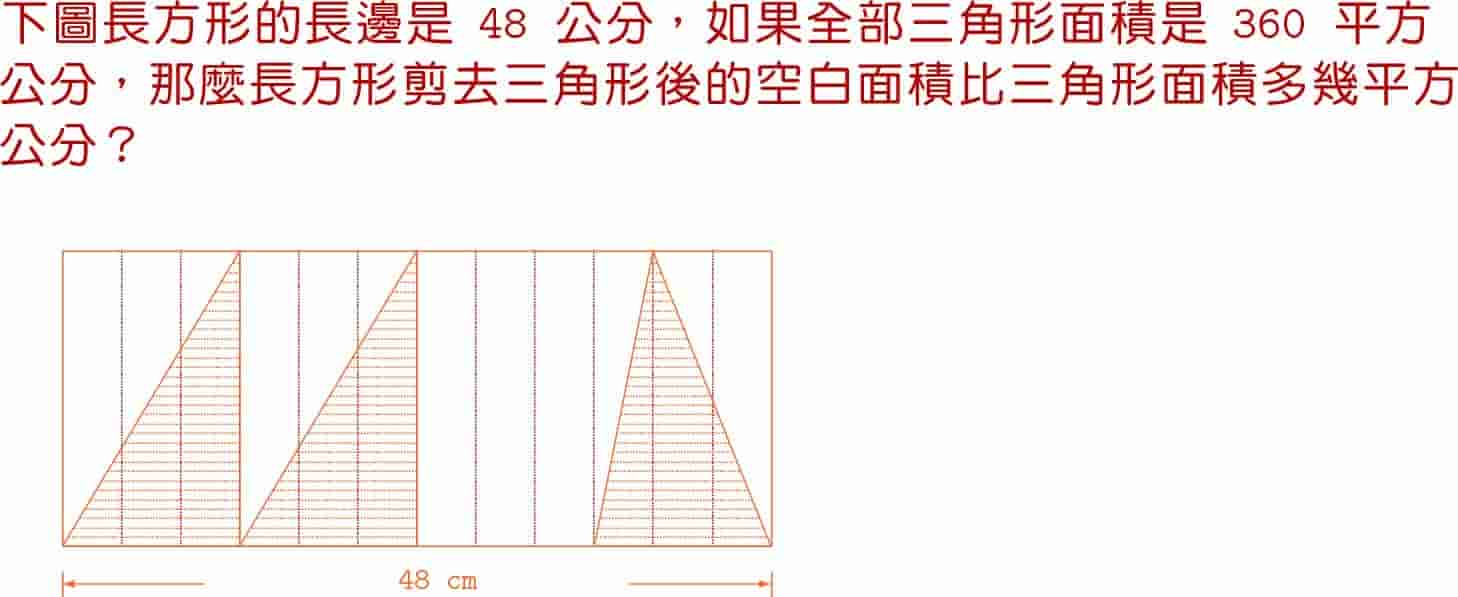 下圖長方形的長邊是 48 公分，如果全部三角形面積是 360 平方
公分，那麼長方形剪去三角形後的空白面積比三角形面積多幾平方
公分？
48 cm